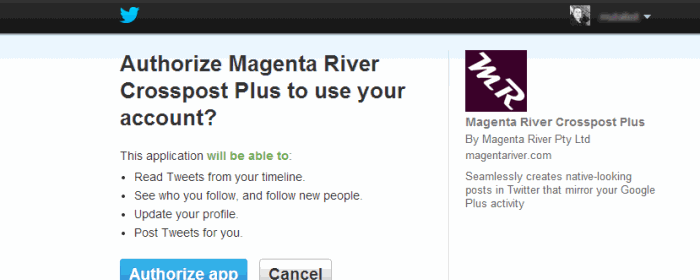 Authorize Magenta River
Crosspost Plus to use your
account?
This application will be able to:
• Read Tweets from your timeline.
• See who you follow, and follow new people.
• Update your profile.
• Post Tweets for you.
Authorize app
Cancel
MR
Magenta River Crosspost Plus
By Magenta River Pty Ltd
magentariver.com
Seamlessly creates native-looking
posts in Twitter that mirror your Google
Plus activity